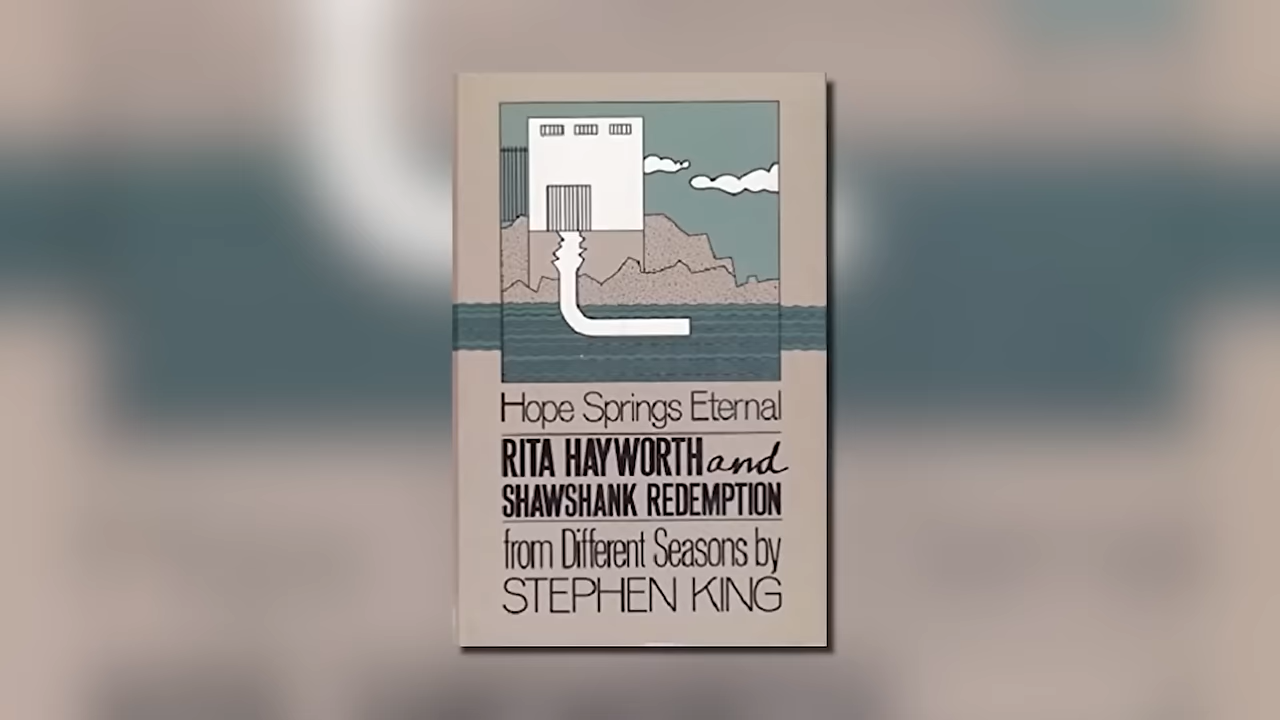 Hope Springs Eternal
RITA HAYWORTH and
SHAWSHANK REDEMPTION
from Different Seasons by
STEPHEN KING